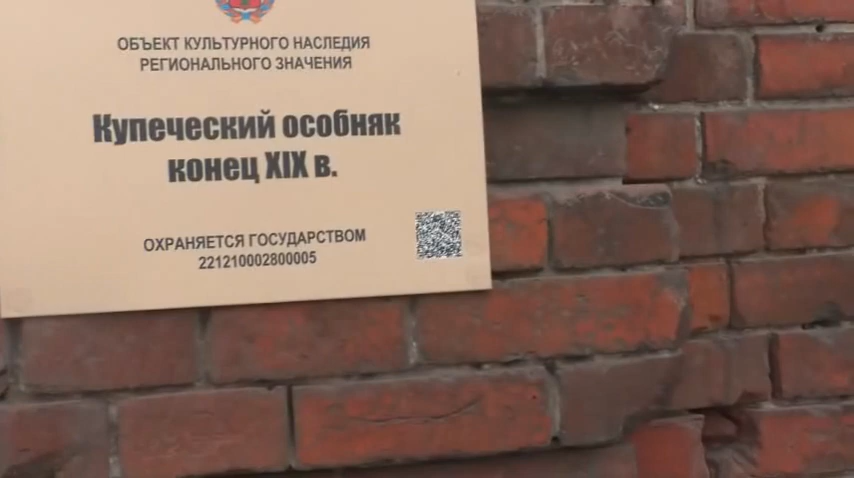 ОБЪЕКТ КУЛЬТУРНОГО НАСЛЕДИЯ
РЕГИОНАЛЬНОГО ЗНАЧЕНИЯ
Купеческий особняк
конец XIX в.
ОХРАНЯЕТСЯ ГОСУДАРСТВОМ
221210002800005